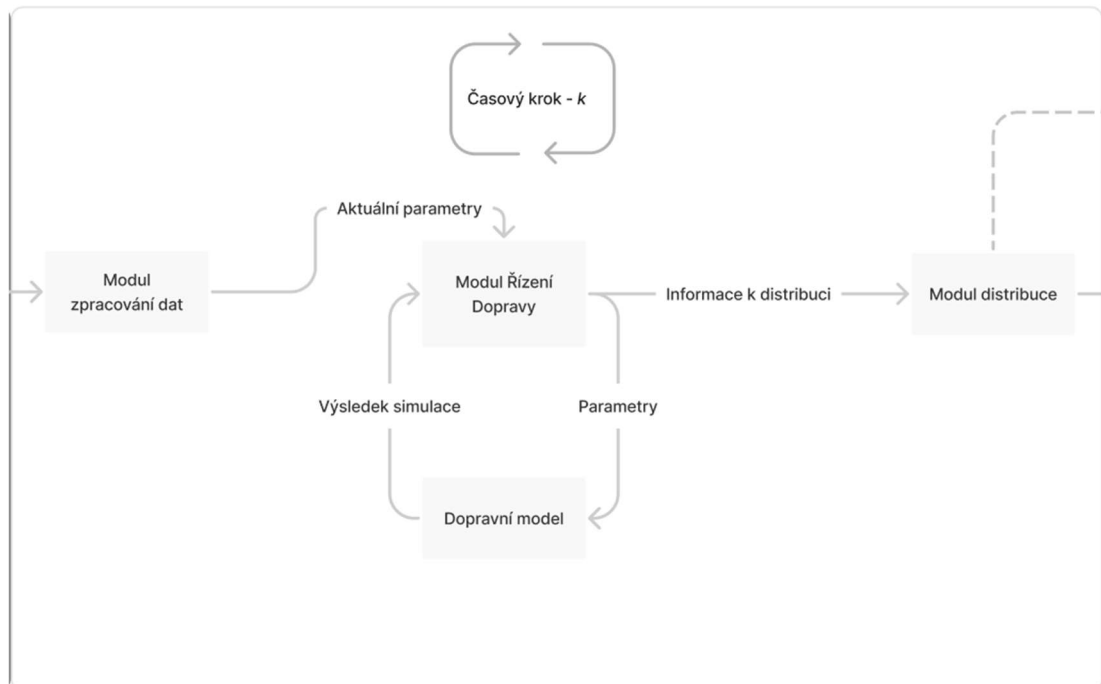 Časový krok - k
Aktuální parametry
Modul
zpracování dat
Modul Řízení
Dopravy
Informace k distribuci
Modul distribuce
Výsledek simulace
Parametry
Dopravní model